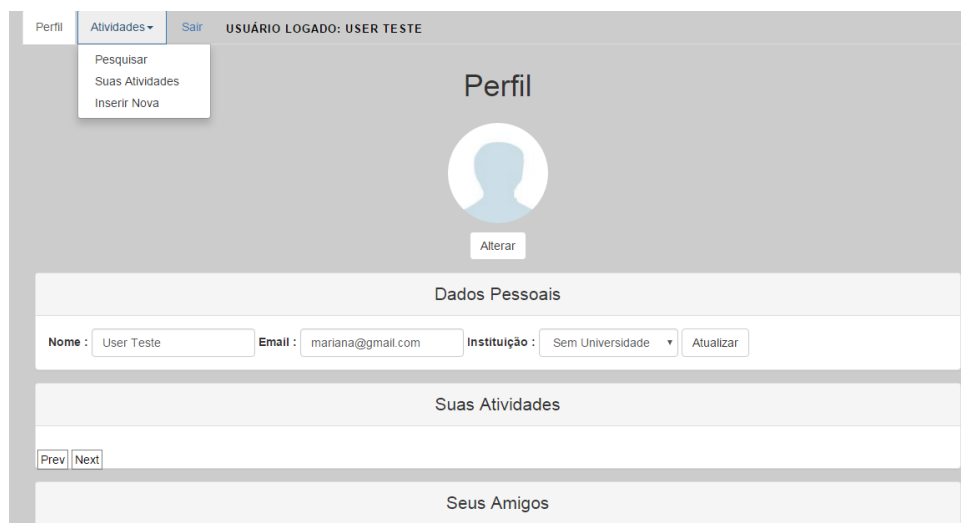 Perfil Atividades Sair USUÁRIO LOGADO: USER TESTE
Pesquisar
Suas Atividades
Inserir Nova
Perfil
Alterar
Dados Pessoais
Nome : User Teste Email : mariana@gmail.com Instituição : Sem Universidade Atualizar
Suas Atividades
Prev Next
Seus Amigos